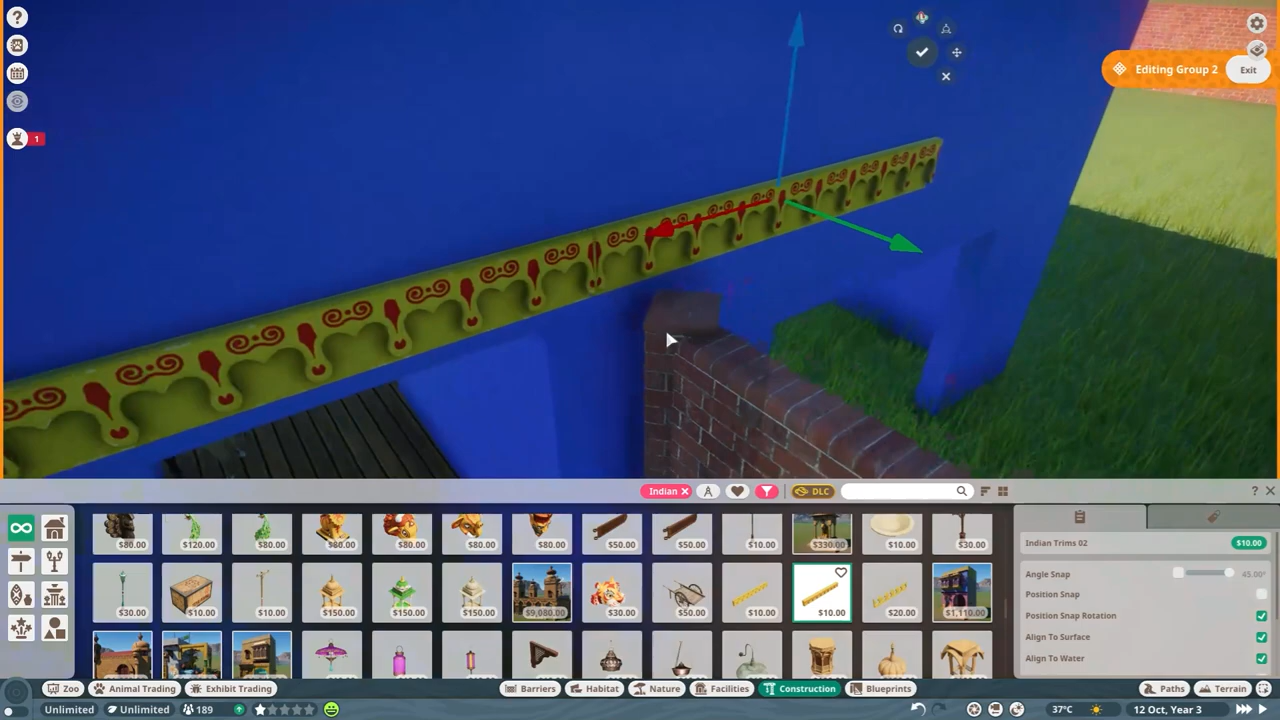 ?
Editing Group 2
Exit
1
Indian ×
DLC
? ×
$80.00
$120.00
$80.00
$80.00
$80.00
$80.00
$80.00
$50.00
$50.00
$10.00
$330.00
$10.00
$30.00
Indian Trims 02
$10.00
Angle Snap
45.00°
Position Snap
Position Snap Rotation
Align To Surface
Align To Water
$30.00
$10.00
$10.00
$150.00
$150.00
$150.00
$9,080.00
$30.00
$10.00
$10.00
$10.00
$20.00
$1,110.00
Zoo
Animal Trading
Exhibit Trading
Barriers
Habitat
Nature
Facilities
Construction
Blueprints
Paths
Terrain
Unlimited
Unlimited
189
37°C
12 Oct, Year 3